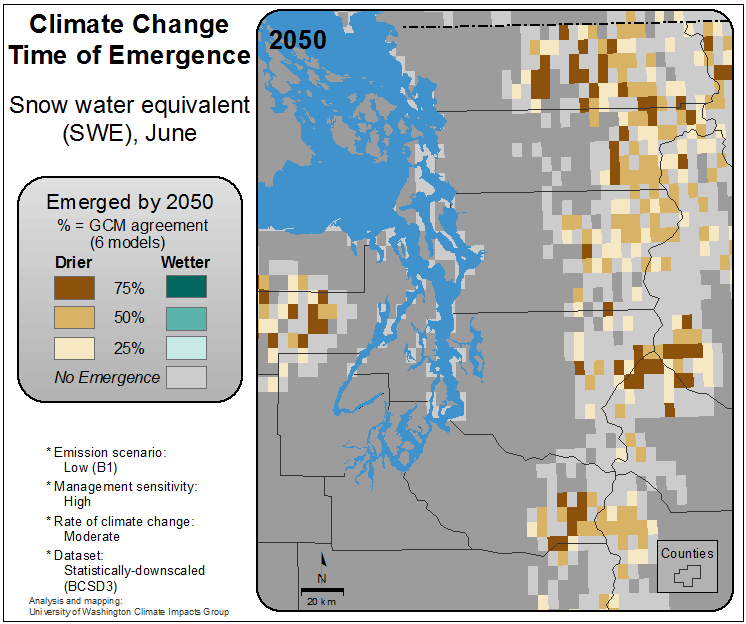 Climate Change
Time of Emergence
Snow water equivalent
(SWE), June
Emerged by 2050
% = GCM agreement
(6 models)
Drier Wetter
75%
50%
25%
No Emergence
* Emission scenario:
Low (B1)
* Management sensitivity:
High
* Rate of climate change:
Moderate
* Dataset:
Statistically-downscaled
(BCSD3)
Analysis and mapping:
University of Washington Climate Impacts Group
2050
N
20 km
Counties